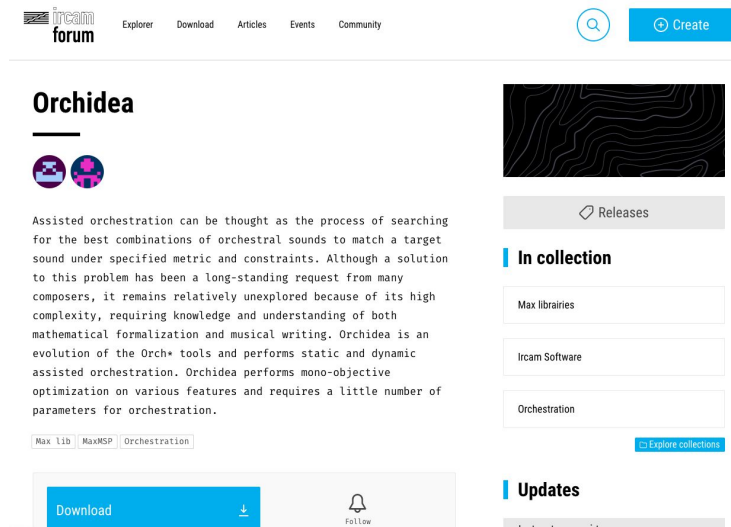 ircam
forum
Explorer
Download
Articles
Events
Community
Create
Orchidea
Assisted orchestration can be thought as the process of searching
for the best combinations of orchestral sounds to match a target
sound under specified metric and constraints. Although a solution
to this problem has been a long-standing request from many
composers, it remains relatively unexplored because of its high
complexity, requiring knowledge and understanding of both
mathematical formalization and musical writing. Orchidea is an
evolution of the Orch* tools and performs static and dynamic
assisted orchestration. Orchidea performs mono-objective
optimization on various features and requires a little number of
parameters for orchestration.
Max lib
MaxMSP
Orchestration
Download
Follow
Releases
In collection
Max librairies
Ircam Software
Orchestration
Explore collections
Updates